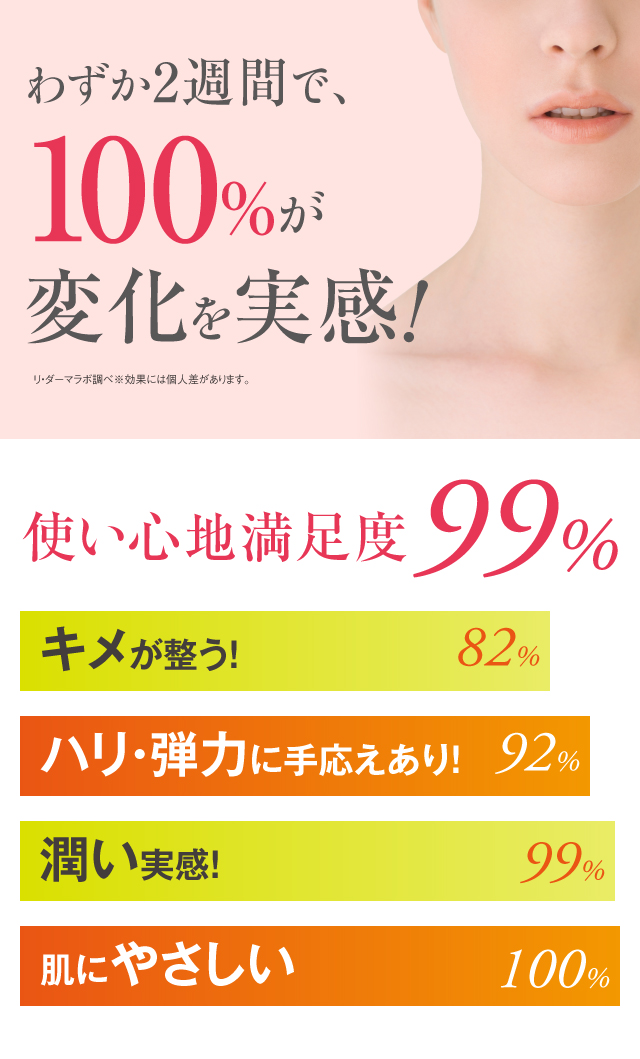 わずか2週間で、
100%が
変化を実感!
リ・ダーマラボ調べ※効果には個人差があります。
使い心地満足度99%
キメが整う! 82%
ハリ・弾力に手応えあり! 92%
潤い実感! 99%
肌にやさしい 100%